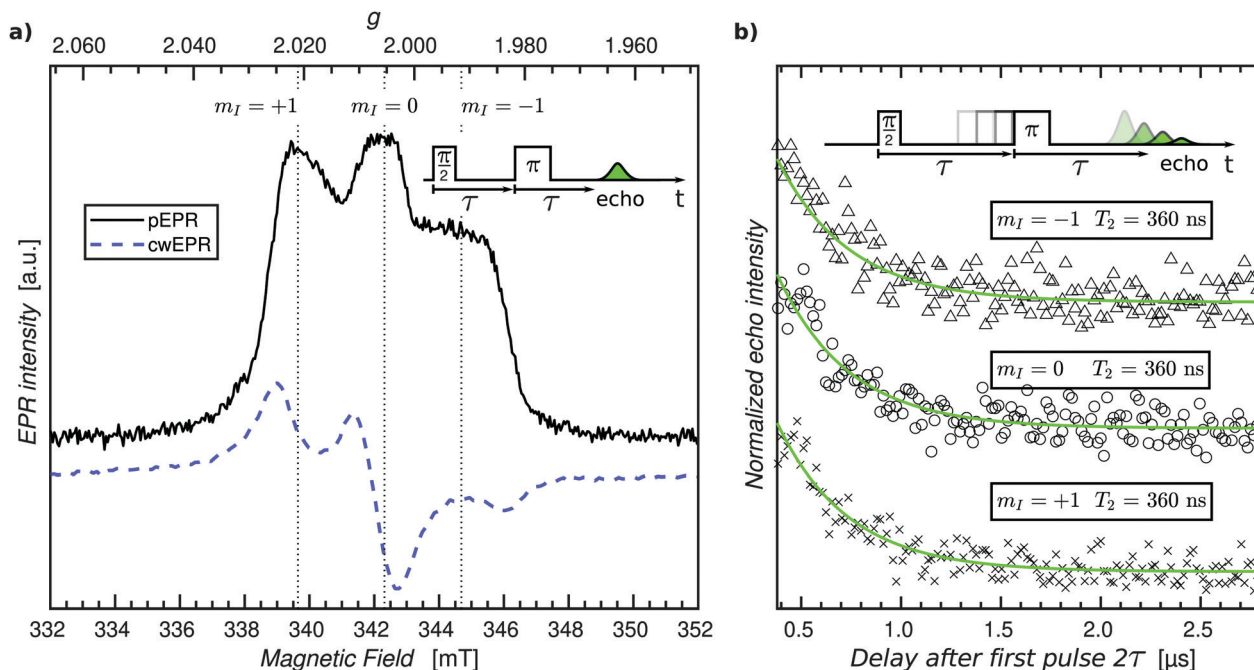 a)
g
2.060 2.040 2.020 2.000 1.980 1.960
m_I = +1 m_I = 0 m_I = −1
π/2 π
τ τ echo t
pEPR
cwEPR
EPR intensity [a.u.]
332 334 336 338 340 342 344 346 348 350 352
Magnetic Field [mT]
b)
π/2 π
τ τ echo t
m_I = −1 T_2 = 360 ns
m_I = 0 T_2 = 360 ns
m_I = +1 T_2 = 360 ns
Normalized echo intensity
0.5 1.0 1.5 2.0 2.5
Delay after first pulse 2τ [µs]